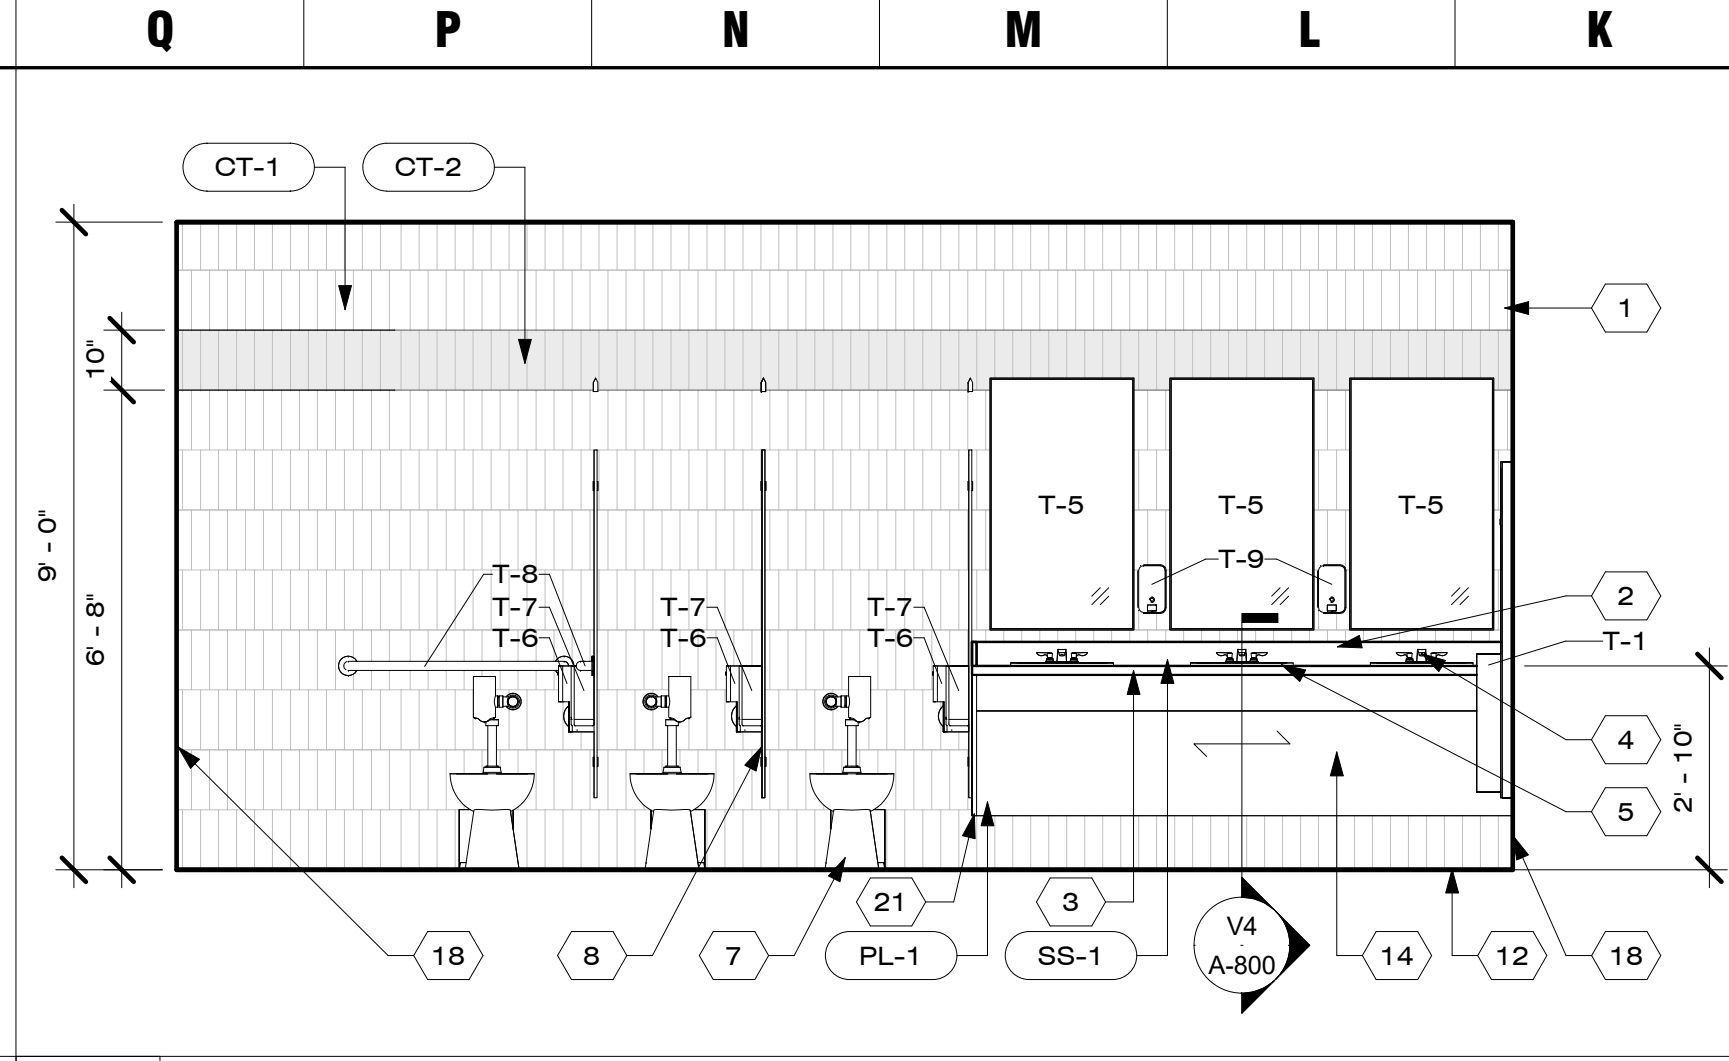 Q P N M L K
CT-1 CT-2
1
10"
9' - 0"
6' - 8"
T-5 T-5 T-5
T-9
T-8
T-7 T-7 T-7
T-6 T-6 T-6
2
T-1
4
2' - 10"
5
21 3
18 8 7 PL-1 SS-1 V4 14 12 18
-
A-800